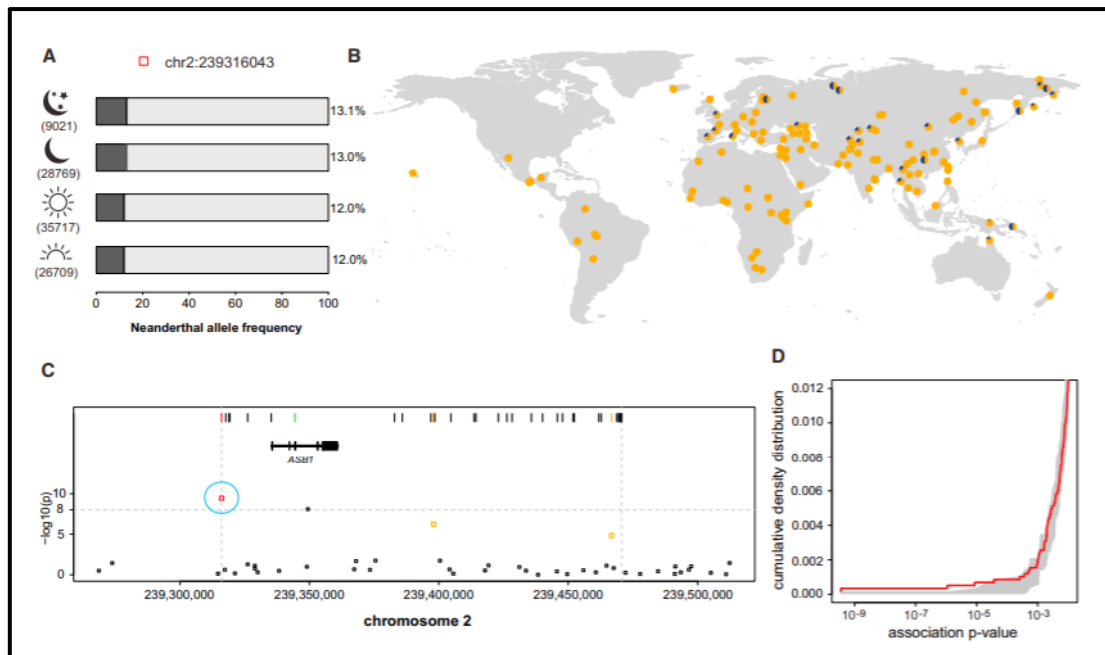 A
chr2:239316043
(9021)
13.1%
(28769)
13.0%
(35717)
12.0%
(26709)
12.0%
0 20 40 60 80 100
Neanderthal allele frequency
B
C
ASB1
10
8
5
0
−log10(p)
239,300,000 239,350,000 239,400,000 239,450,000 239,500,000
chromosome 2
D
0.012
0.010
0.008
0.006
0.004
0.002
0.000
cumulative density distribution
10-9 10-7 10-5 10-3
association p-value